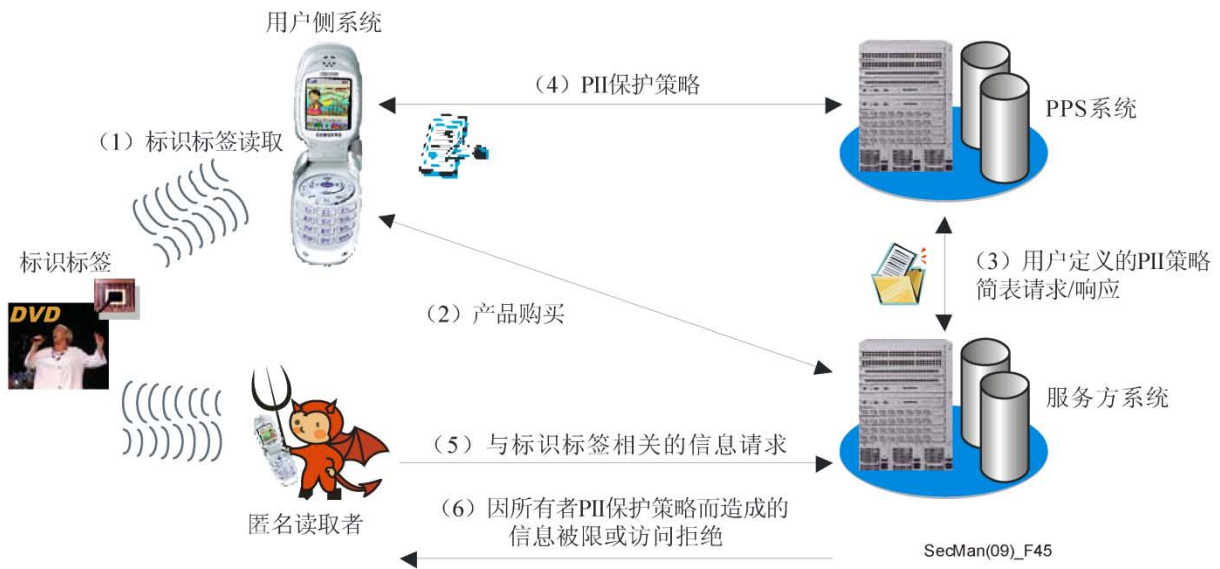 用户侧系统
(4) PII保护策略
PPS系统
(1) 标识标签读取
标识标签
DVD
(3) 用户定义的PII策略
简表请求/响应
(2) 产品购买
服务方系统
(5) 与标识标签相关的信息请求
匿名读取者
(6) 因所有者PII保护策略而造成的
信息被限或访问拒绝
SecMan(09)_F45